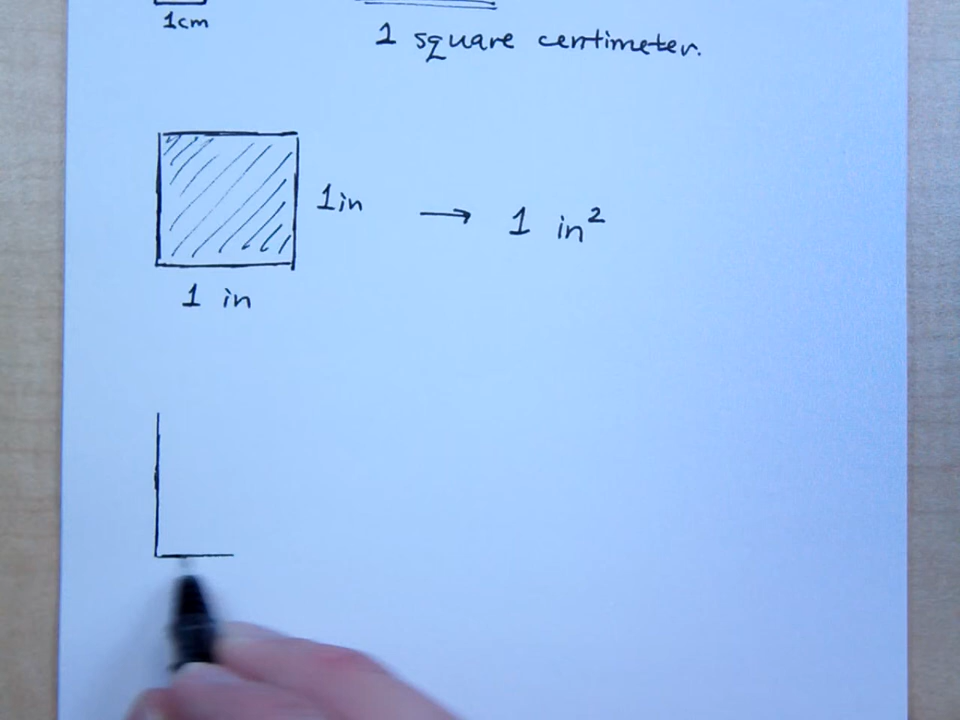 1cm
1 square centimeter.
1in → 1 in²
1 in